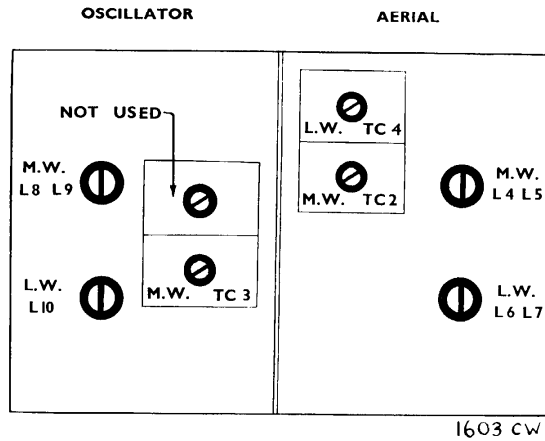 OSCILLATOR
AERIAL
NOT USED
M.W.
L8 L9
L.W.
L10
M.W. TC 3
L.W. TC 4
M.W. TC 2
M.W.
L4 L5
L.W.
L6 L7
1603 CW